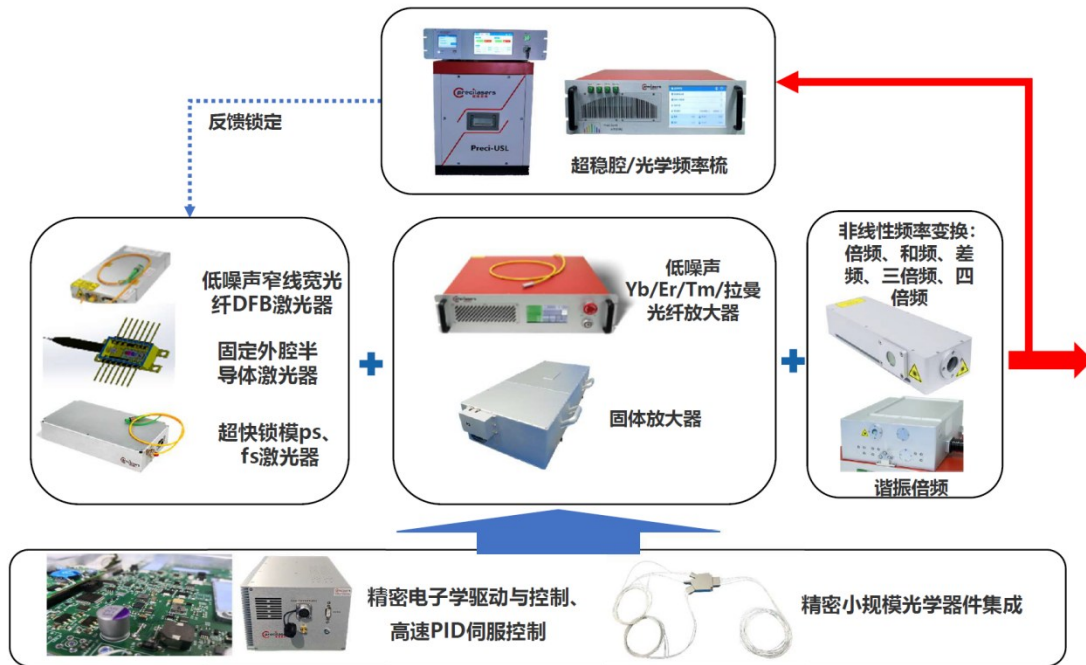 precilasers
Preci-USL
超稳腔/光学频率梳
反馈锁定
低噪声窄线宽光
纤DFB激光器
固定外腔半
导体激光器
超快锁模ps、
fs激光器
低噪声
Yb/Er/Tm/拉曼
光纤放大器
固体放大器
非线性频率变换：
倍频、和频、差
频、三倍频、四
倍频
谐振倍频
精密电子学驱动与控制、
高速PID伺服控制
精密小规模光学器件集成